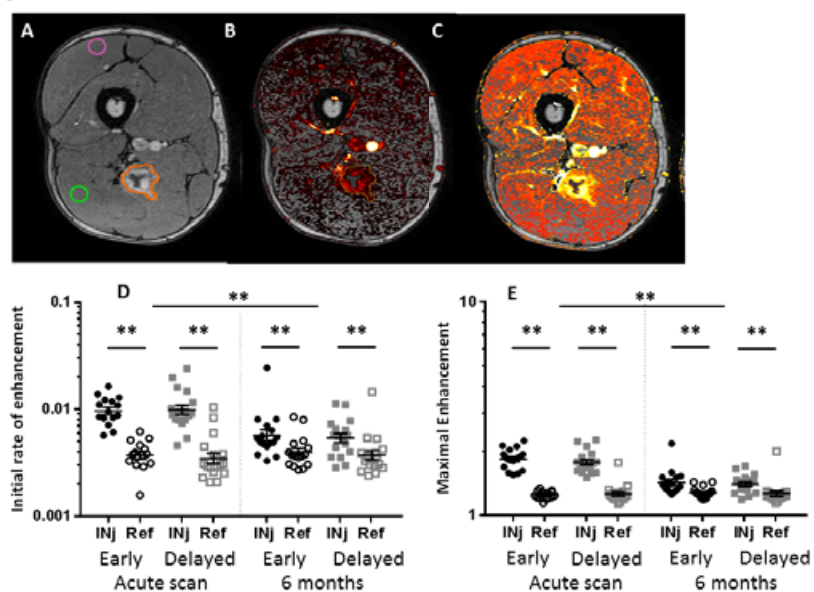 A B C
D
**
** ** ** **
0.1
0.01
0.001
Initial rate of enhancement
INj Ref INj Ref INj Ref INj Ref
Early Delayed Early Delayed
Acute scan 6 months
E
**
** ** ** **
10
1
Maximal Enhancement
INj Ref INj Ref INj Ref INj Ref
Early Delayed Early Delayed
Acute scan 6 months